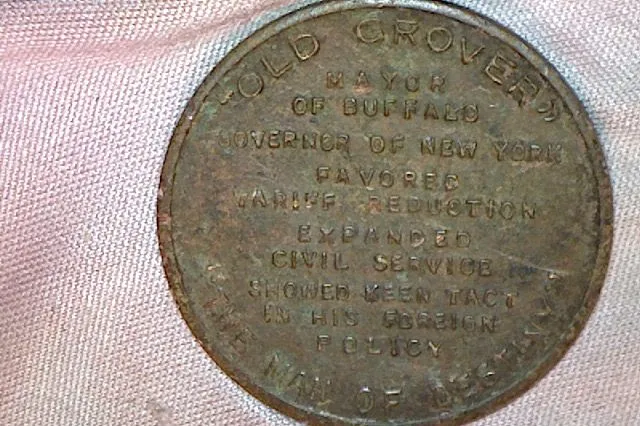 "OLD GROVER"
MAYOR
OF BUFFALO
GOVERNOR OF NEW YORK
FAVORED
TARIFF REDUCTION
EXPANDED
CIVIL SERVICE
SHOWED KEEN TACT
IN HIS FOREIGN
POLICY
"THE MAN OF DESTINY"